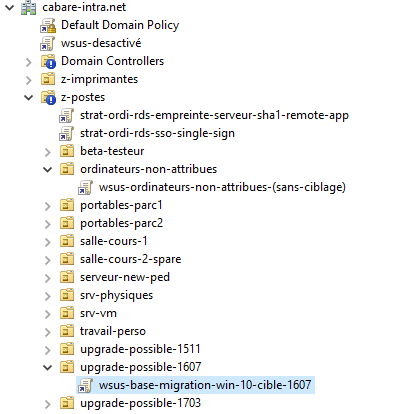 cabare-intra.net
Default Domain Policy
wsus-desactivé
Domain Controllers
z-imprimantes
z-postes
strat-ordi-rds-empreinte-serveur-sha1-remote-app
strat-ordi-rds-sso-single-sign
beta-testeur
ordinateurs-non-attribues
wsus-ordinateurs-non-attribues-(sans-ciblage)
portables-parc1
portables-parc2
salle-cours-1
salle-cours-2-spare
serveur-new-ped
srv-physiques
srv-vm
travail-perso
upgrade-possible-1511
upgrade-possible-1607
wsus-base-migration-win-10-cible-1607
upgrade-possible-1703